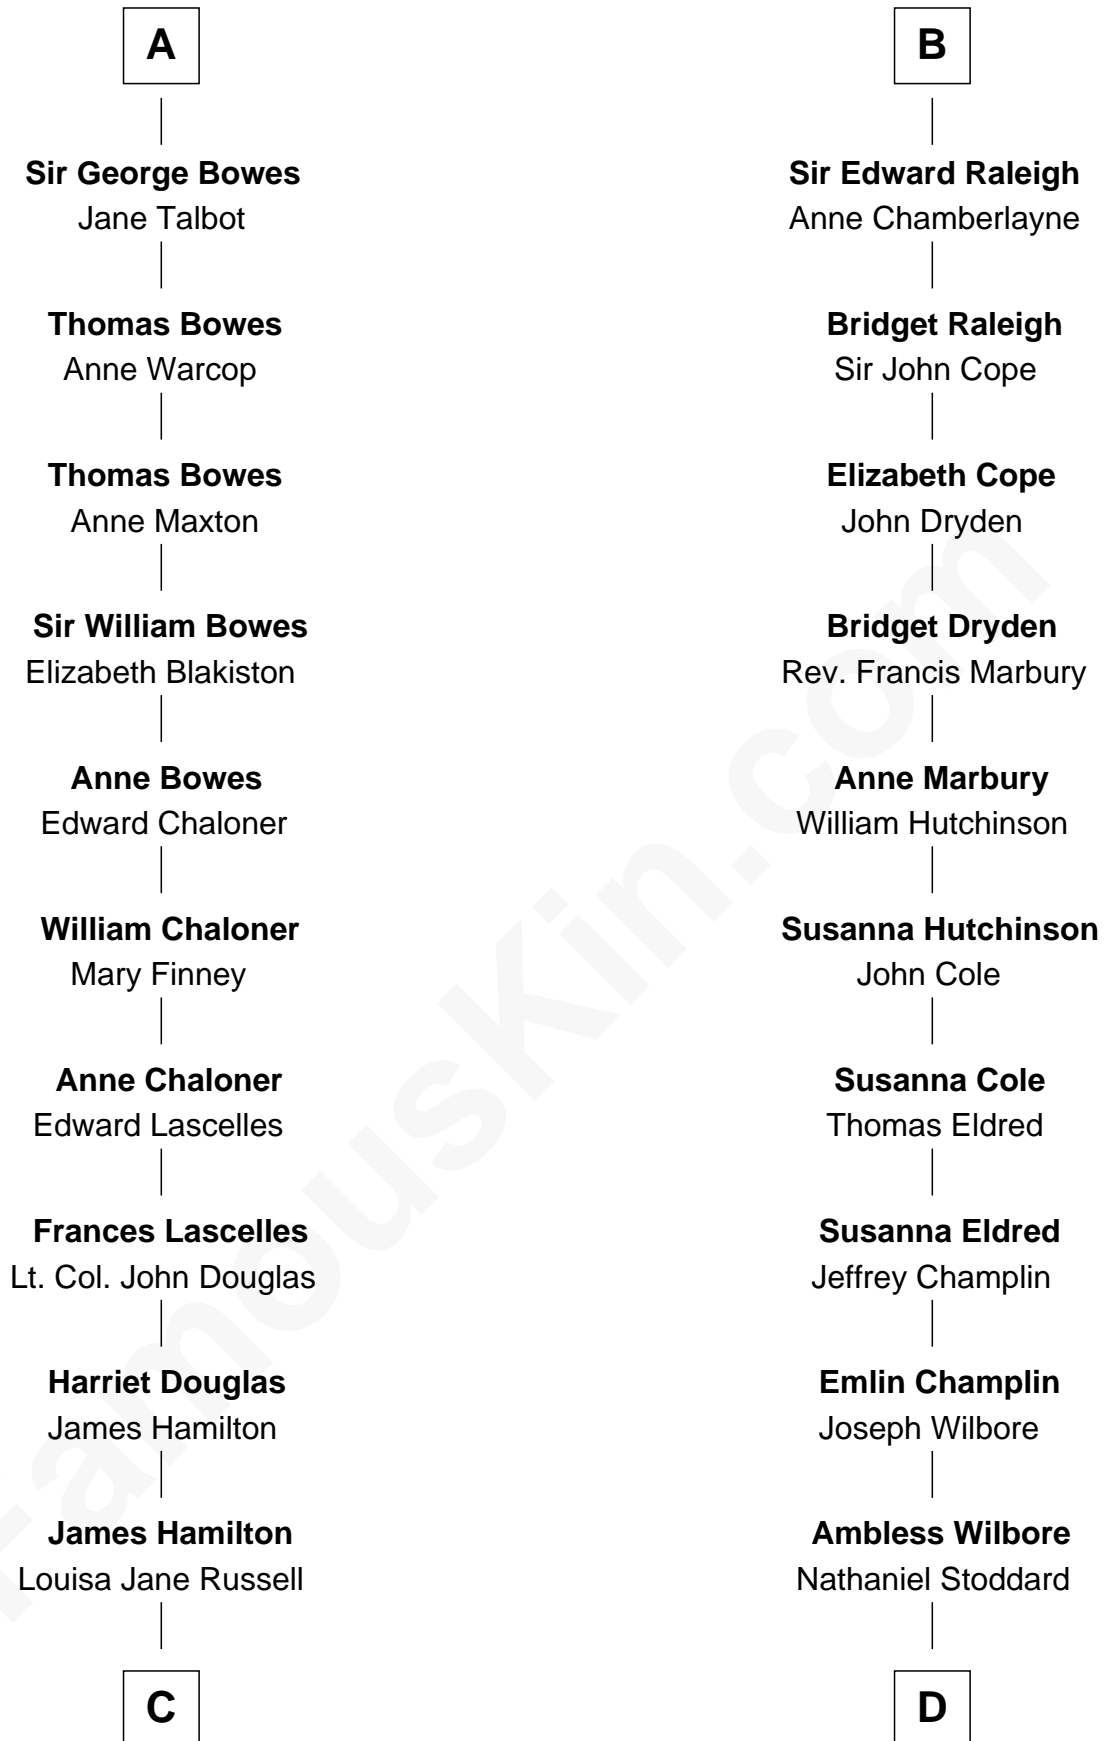 A
Sir George Bowes
Jane Talbot
Thomas Bowes
Anne Warcop
Thomas Bowes
Anne Maxton
Sir William Bowes
Elizabeth Blakiston
Anne Bowes
Edward Chaloner
William Chaloner
Mary Finney
Anne Chaloner
Edward Lascelles
Frances Lascelles
Lt. Col. John Douglas
Harriet Douglas
James Hamilton
James Hamilton
Louisa Jane Russell
C
B
Sir Edward Raleigh
Anne Chamberlayne
Bridget Raleigh
Sir John Cope
Elizabeth Cope
John Dryden
Bridget Dryden
Rev. Francis Marbury
Anne Marbury
William Hutchinson
Susanna Hutchinson
John Cole
Susanna Cole
Thomas Eldred
Susanna Eldred
Jeffrey Champlin
Emlin Champlin
Joseph Wilbore
Ambless Wilbore
Nathaniel Stoddard
D
FamousKin.com